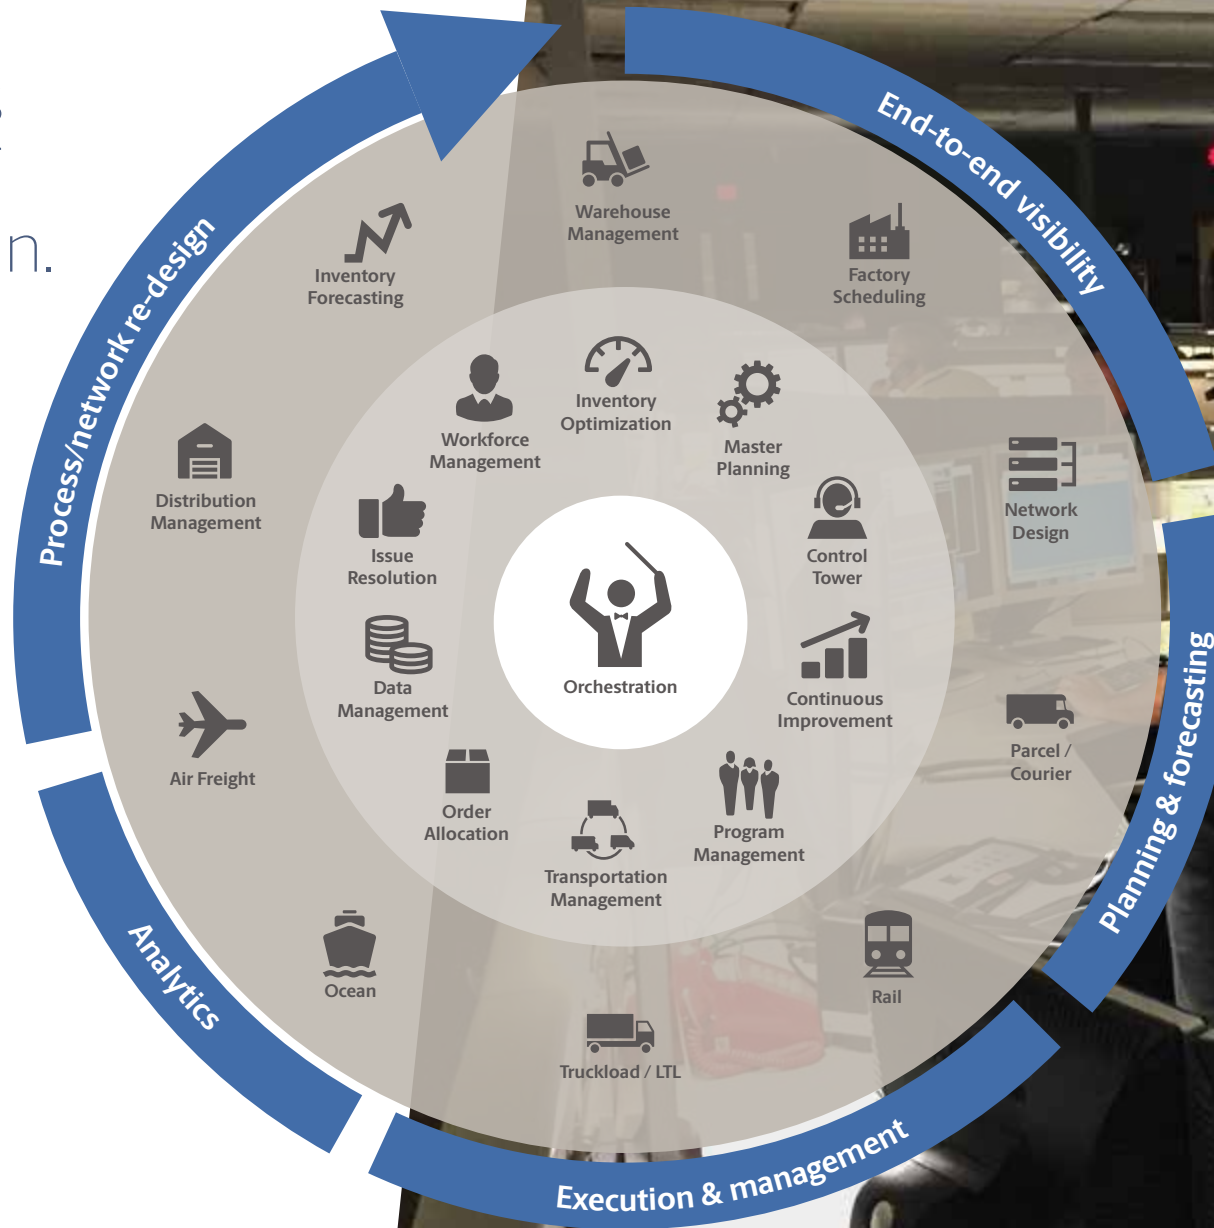 n.
End-to-end visibility
Planning & forecasting
Execution & management
Analytics
Process/network re-design
Warehouse
Management
Factory
Scheduling
Network
Design
Parcel /
Courier
Rail
Truckload / LTL
Ocean
Air Freight
Distribution
Management
Inventory
Forecasting
Inventory
Optimization
Master
Planning
Control
Tower
Continuous
Improvement
Program
Management
Transportation
Management
Order
Allocation
Data
Management
Issue
Resolution
Workforce
Management
Orchestration